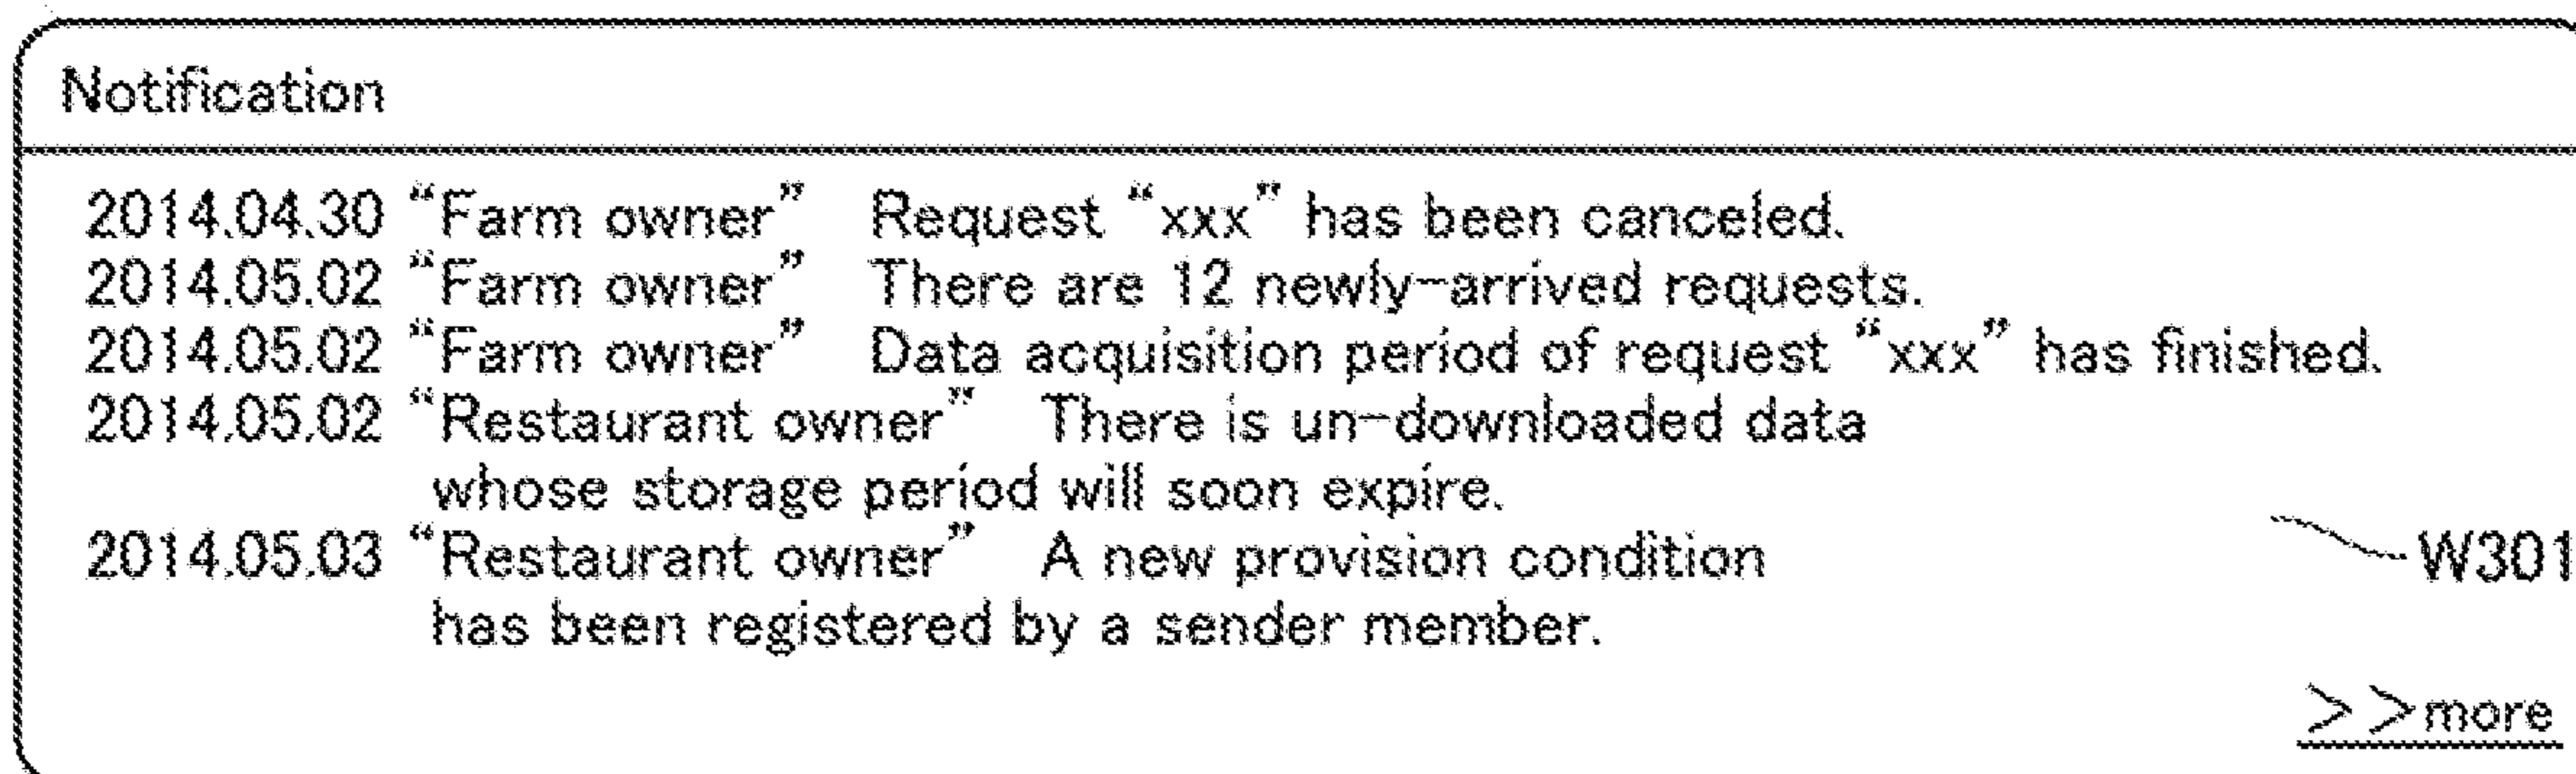 Notification
2014.04.30 “Farm owner” Request “xxx” has been canceled.
2014.05.02 “Farm owner” There are 12 newly-arrived requests.
2014.05.02 “Farm owner” Data acquisition period of request “xxx” has finished.
2014.05.02 “Restaurant owner” There is un-downloaded data
whose storage period will soon expire.
2014.05.03 “Restaurant owner” A new provision condition
has been registered by a sender member.
W301
>>more